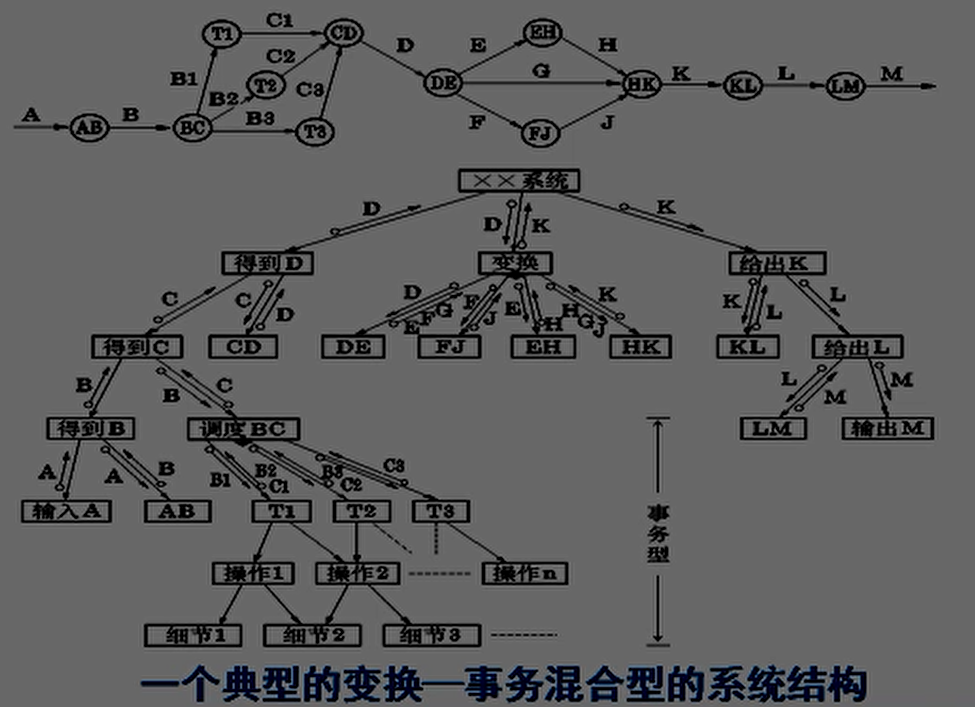 C1
T1 CD
C2 D E EH H
B1 T2 C3 G
DE HK K KL L LM M
A B B2
AB BC B3 T3 F FJ J
××系统
D D K K
得到D 变换 给出K
C C D D E F G F J E H H G J K K L L
得到C CD DE FJ EH HK KL 给出L
B B C L M M
得到B 调度BC LM 输出M
A A B B1 C1 B2 C2 B3 C3
输入A AB T1 T2 T3
事务型
操作1 操作2 操作n
细节1 细节2 细节3
一个典型的变换—事务混合型的系统结构